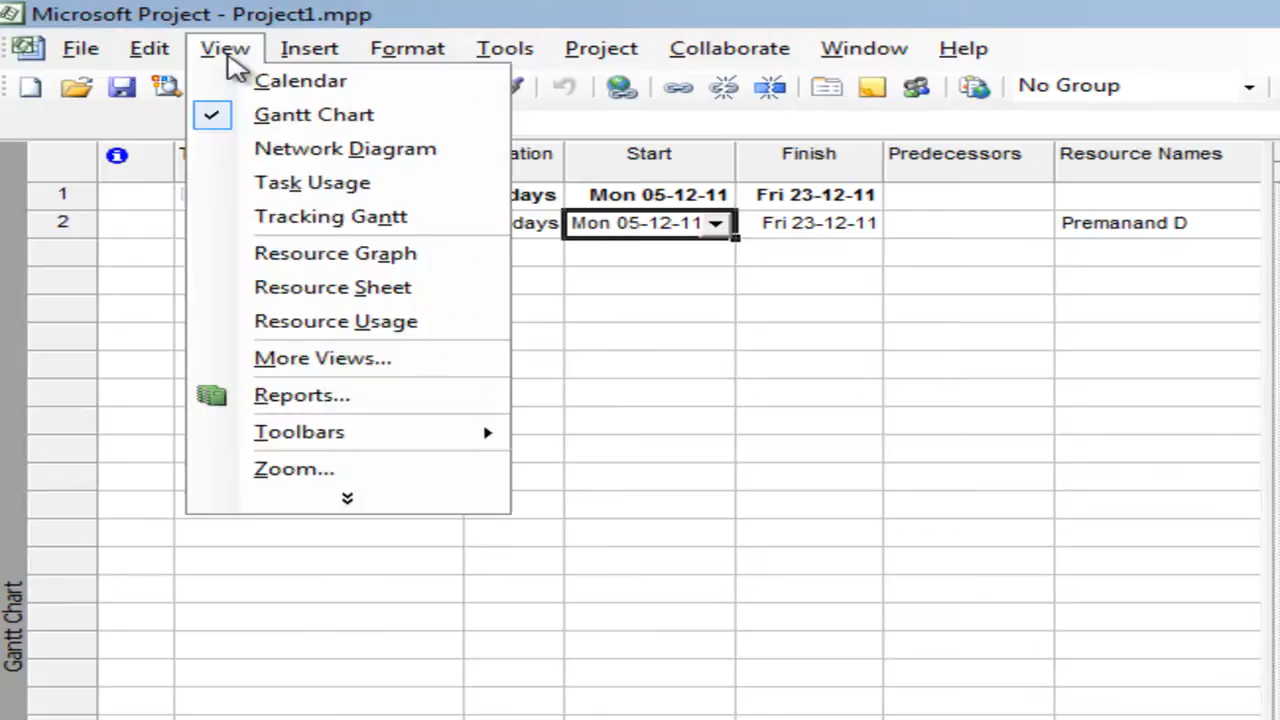 Microsoft Project - Project1.mpp
File Edit View Insert Format Tools Project Collaborate Window Help
No Group
Calendar
Gantt Chart
Network Diagram
Task Usage
Tracking Gantt
Resource Graph
Resource Sheet
Resource Usage
More Views...
Reports...
Toolbars
Zoom...
Start Finish Predecessors Resource Names
1 days Mon 05-12-11 Fri 23-12-11
2 days Mon 05-12-11 Fri 23-12-11 Premanand D
Gantt Chart